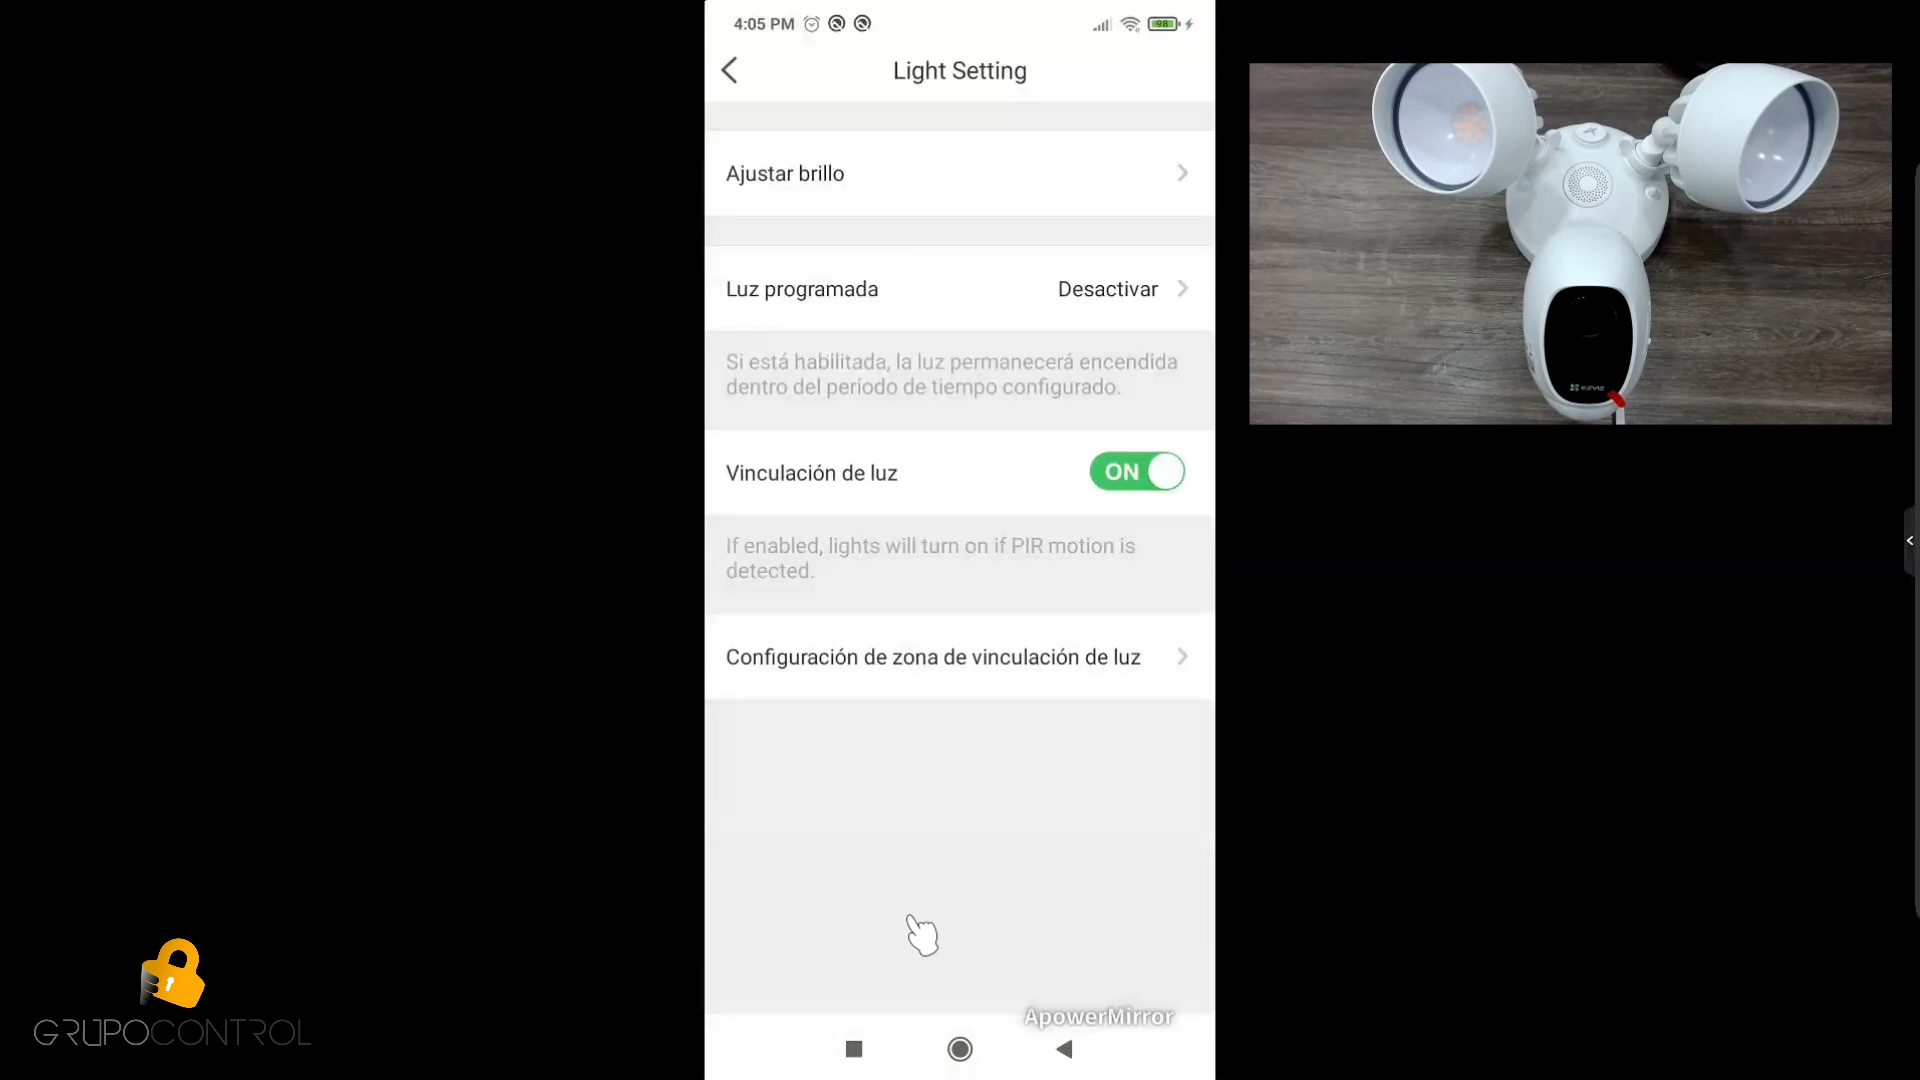 4:05 PM
98
Light Setting
Ajustar brillo
Luz programada
Desactivar
Si está habilitada, la luz permanecerá encendida
dentro del período de tiempo configurado.
Vinculación de luz
ON
If enabled, lights will turn on if PIR motion is
detected.
Configuración de zona de vinculación de luz
ApowerMirror
EZVIZ
GRUPOCONTROL